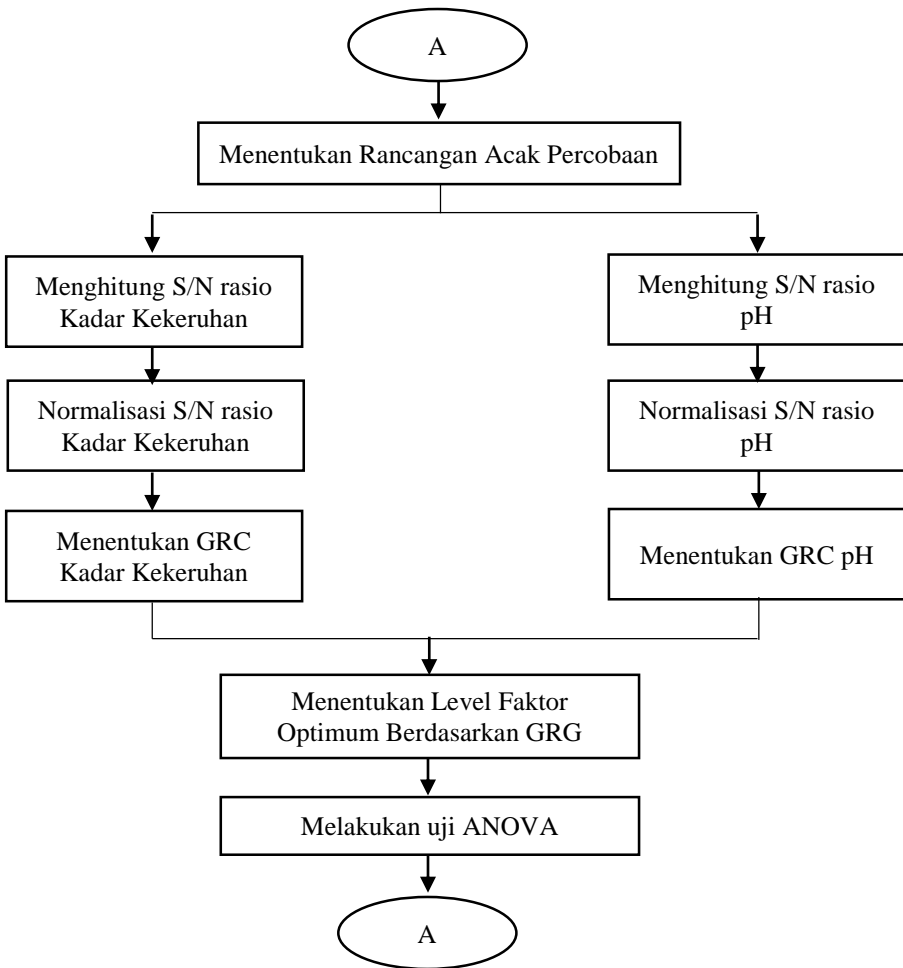 A
Menentukan Rancangan Acak Percobaan
Menghitung S/N rasio
Kadar Kekeruhan
Menghitung S/N rasio
pH
Normalisasi S/N rasio
Kadar Kekeruhan
Normalisasi S/N rasio
pH
Menentukan GRC
Kadar Kekeruhan
Menentukan GRC pH
Menentukan Level Faktor
Optimum Berdasarkan GRG
Melakukan uji ANOVA
A